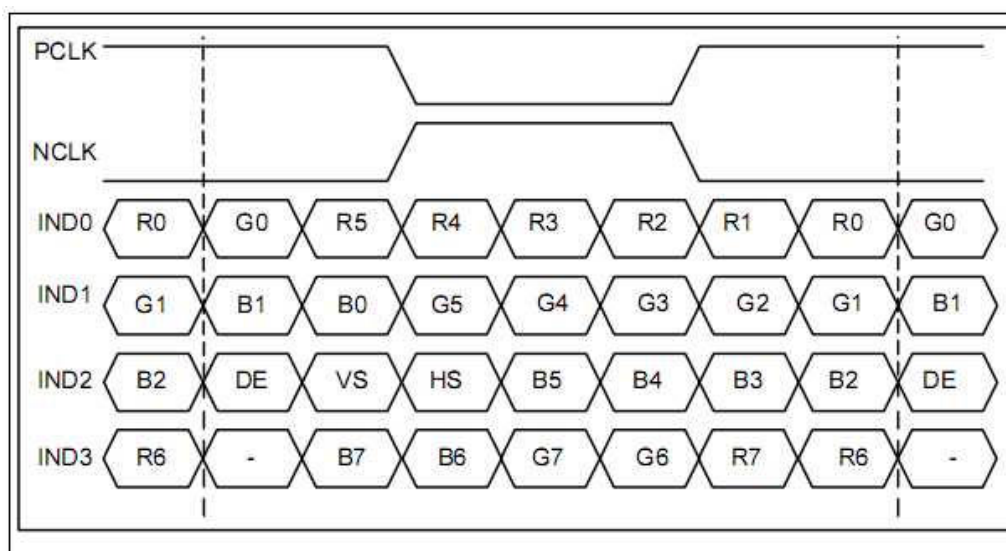 PCLK
NCLK
IND0 R0 G0 R5 R4 R3 R2 R1 R0 G0
IND1 G1 B1 B0 G5 G4 G3 G2 G1 B1
IND2 B2 DE VS HS B5 B4 B3 B2 DE
IND3 R6 - B7 B6 G7 G6 R7 R6 -